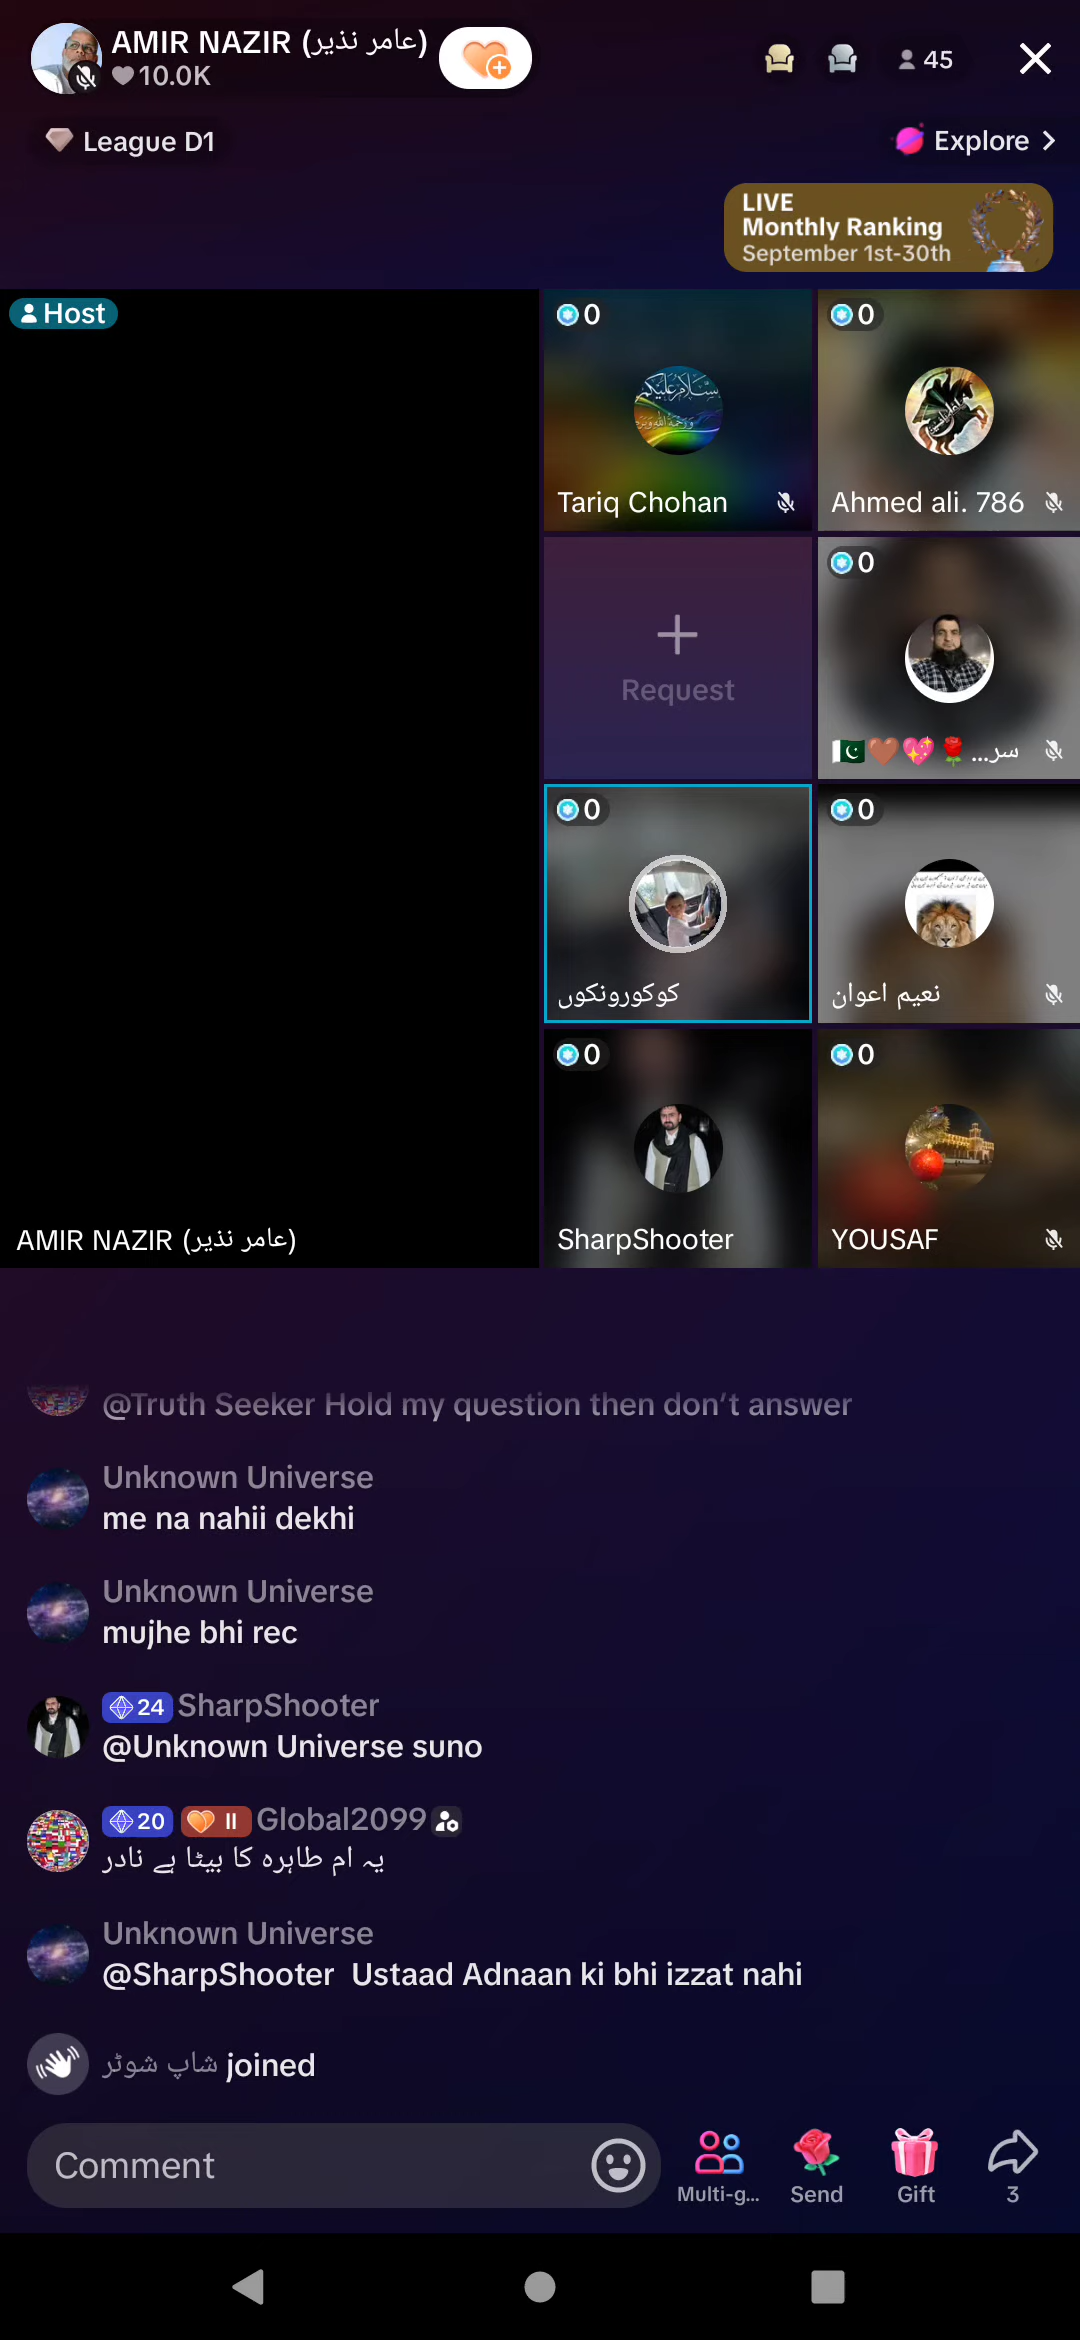 AMIR NAZIR (عامر نذیر)
10.0K
45
League D1
Explore
LIVE
Monthly Ranking
September 1st-30th
Host
0
Tariq Chohan
0
Ahmed ali. 786
Request
0
سر...
0
کوکورونکوں
0
نعیم اعوان
0
SharpShooter
0
YOUSAF
AMIR NAZIR (عامر نذیر)
@Truth Seeker Hold my question then don't answer
Unknown Universe
me na nahii dekhi
Unknown Universe
mujhe bhi rec
24 SharpShooter
@Unknown Universe suno
20 II Global2099
یہ ام طاہرہ کا بیٹا ہے نادر
Unknown Universe
@SharpShooter Ustaad Adnaan ki bhi izzat nahi
شاپ شوٹر joined
Comment
Multi-g...
Send
Gift
3